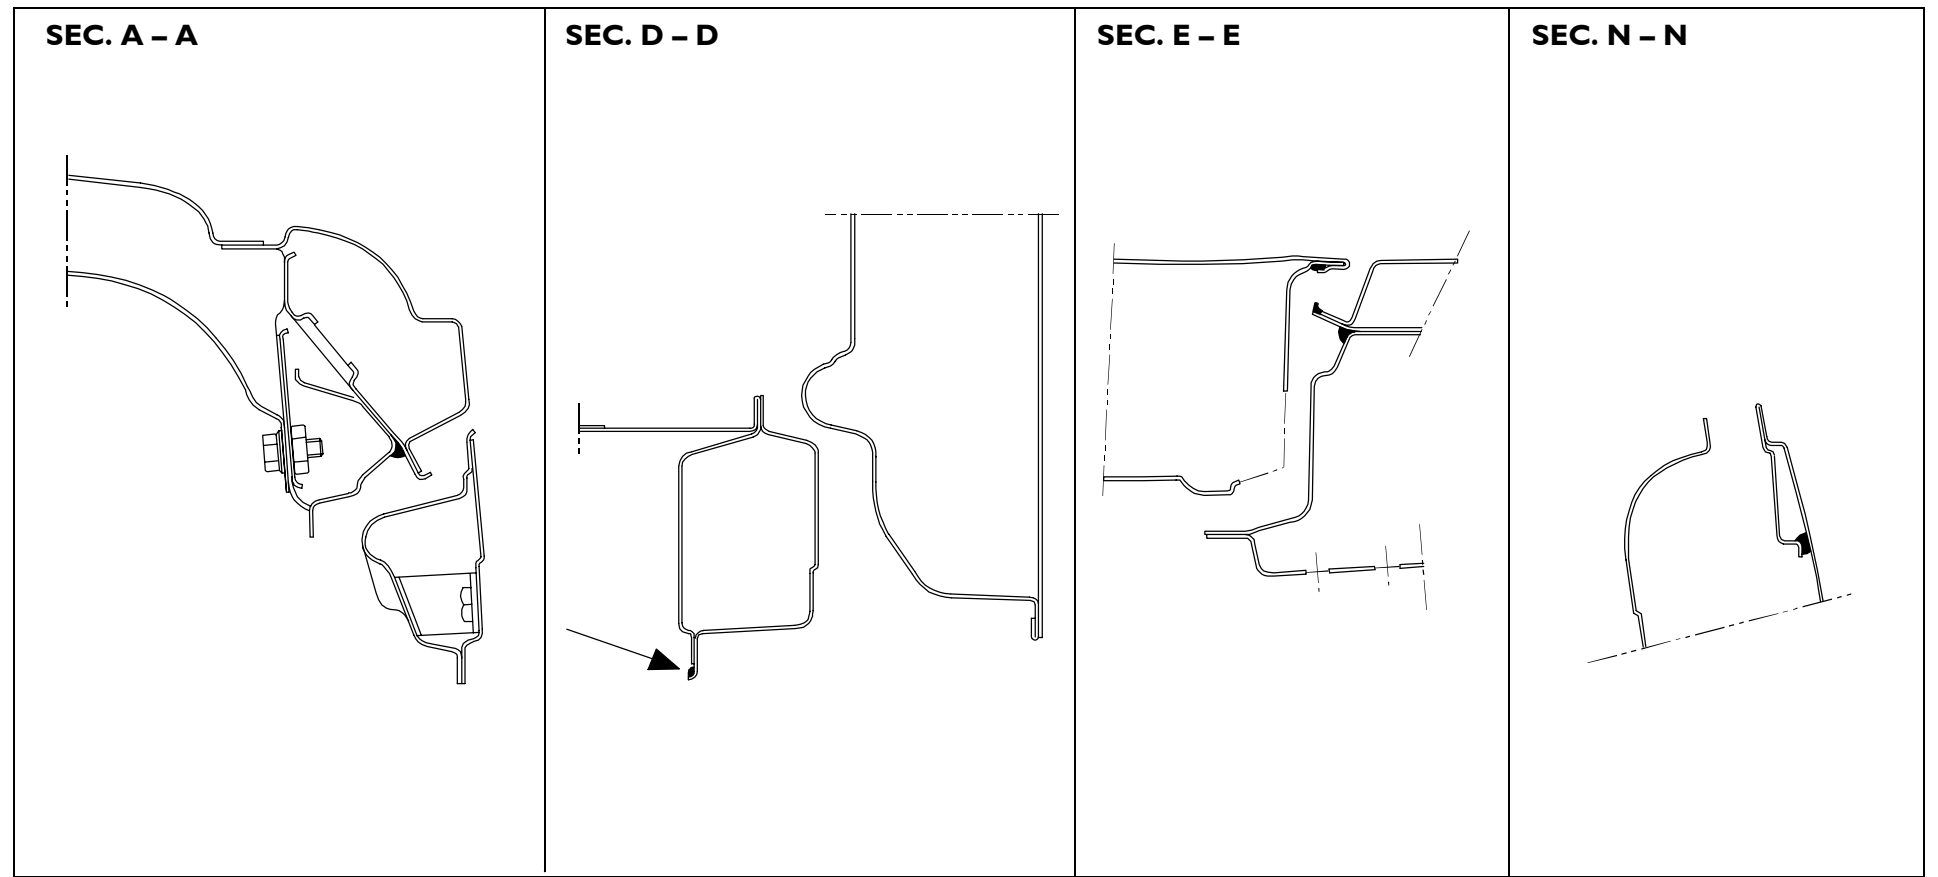 SEC. A – A
SEC. D – D
SEC. E – E
SEC. N – N